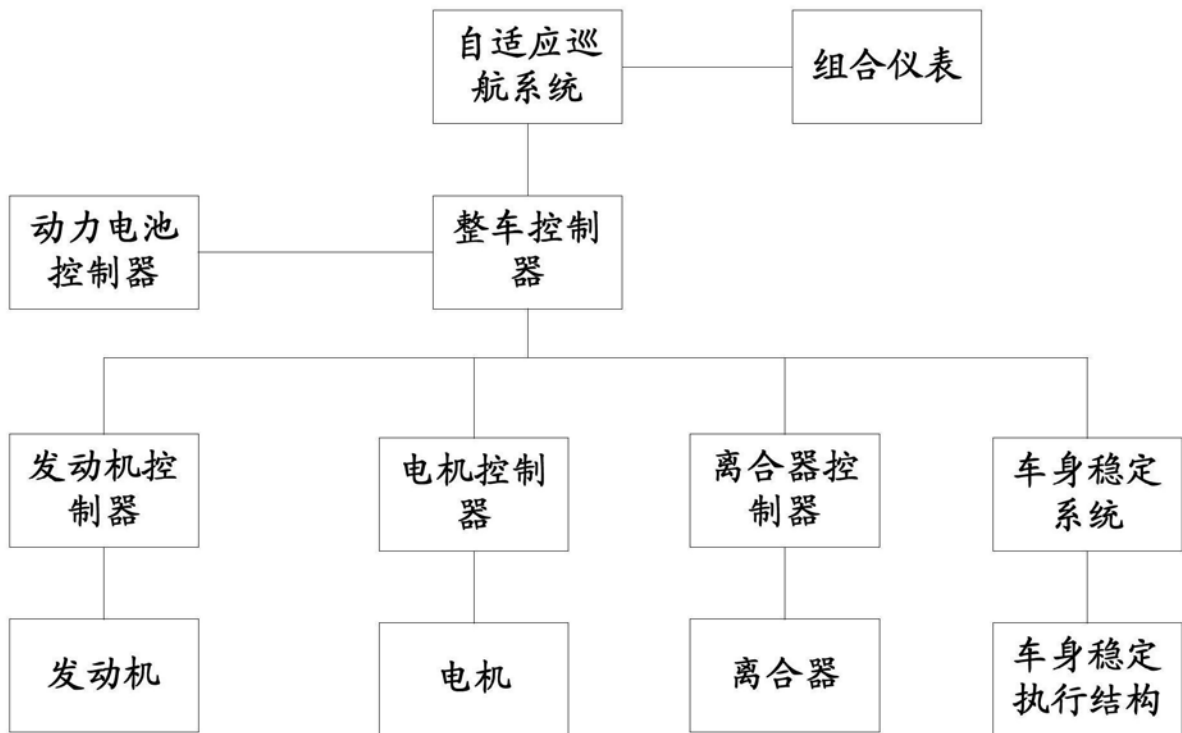 自适应巡
航系统
组合仪表
动力电池
控制器
整车控制
器
发动机控
制器
电机控制
器
离合器控
制器
车身稳定
系统
发动机
电机
离合器
车身稳定
执行结构